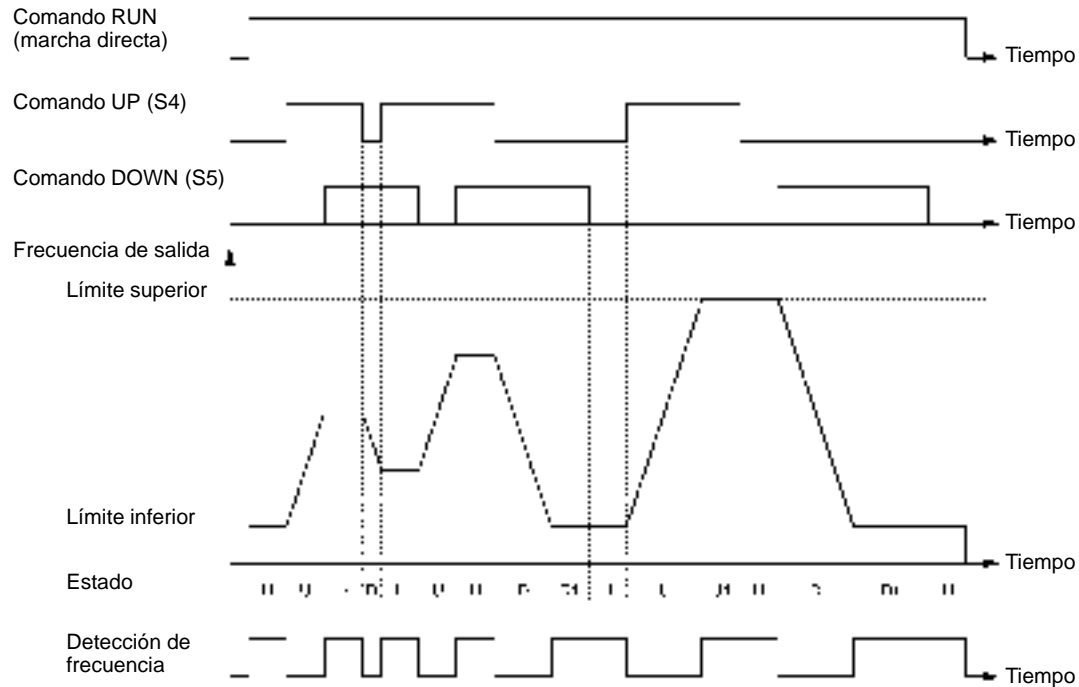 Comando RUN
(marcha directa)
Tiempo
Comando UP (S4)
Tiempo
Comando DOWN (S5)
Tiempo
Frecuencia de salida
Límite superior
Límite inferior
Tiempo
Estado
Detección de
frecuencia
Tiempo